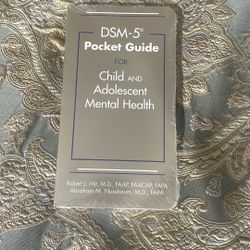 DSM-5®
Pocket Guide
FOR
Child AND
Adolescent
Mental Health
Robert J. Hilt, M.D., FAAP, FAACAP, FAPA
Abraham M. Nussbaum, M.D., FAPA